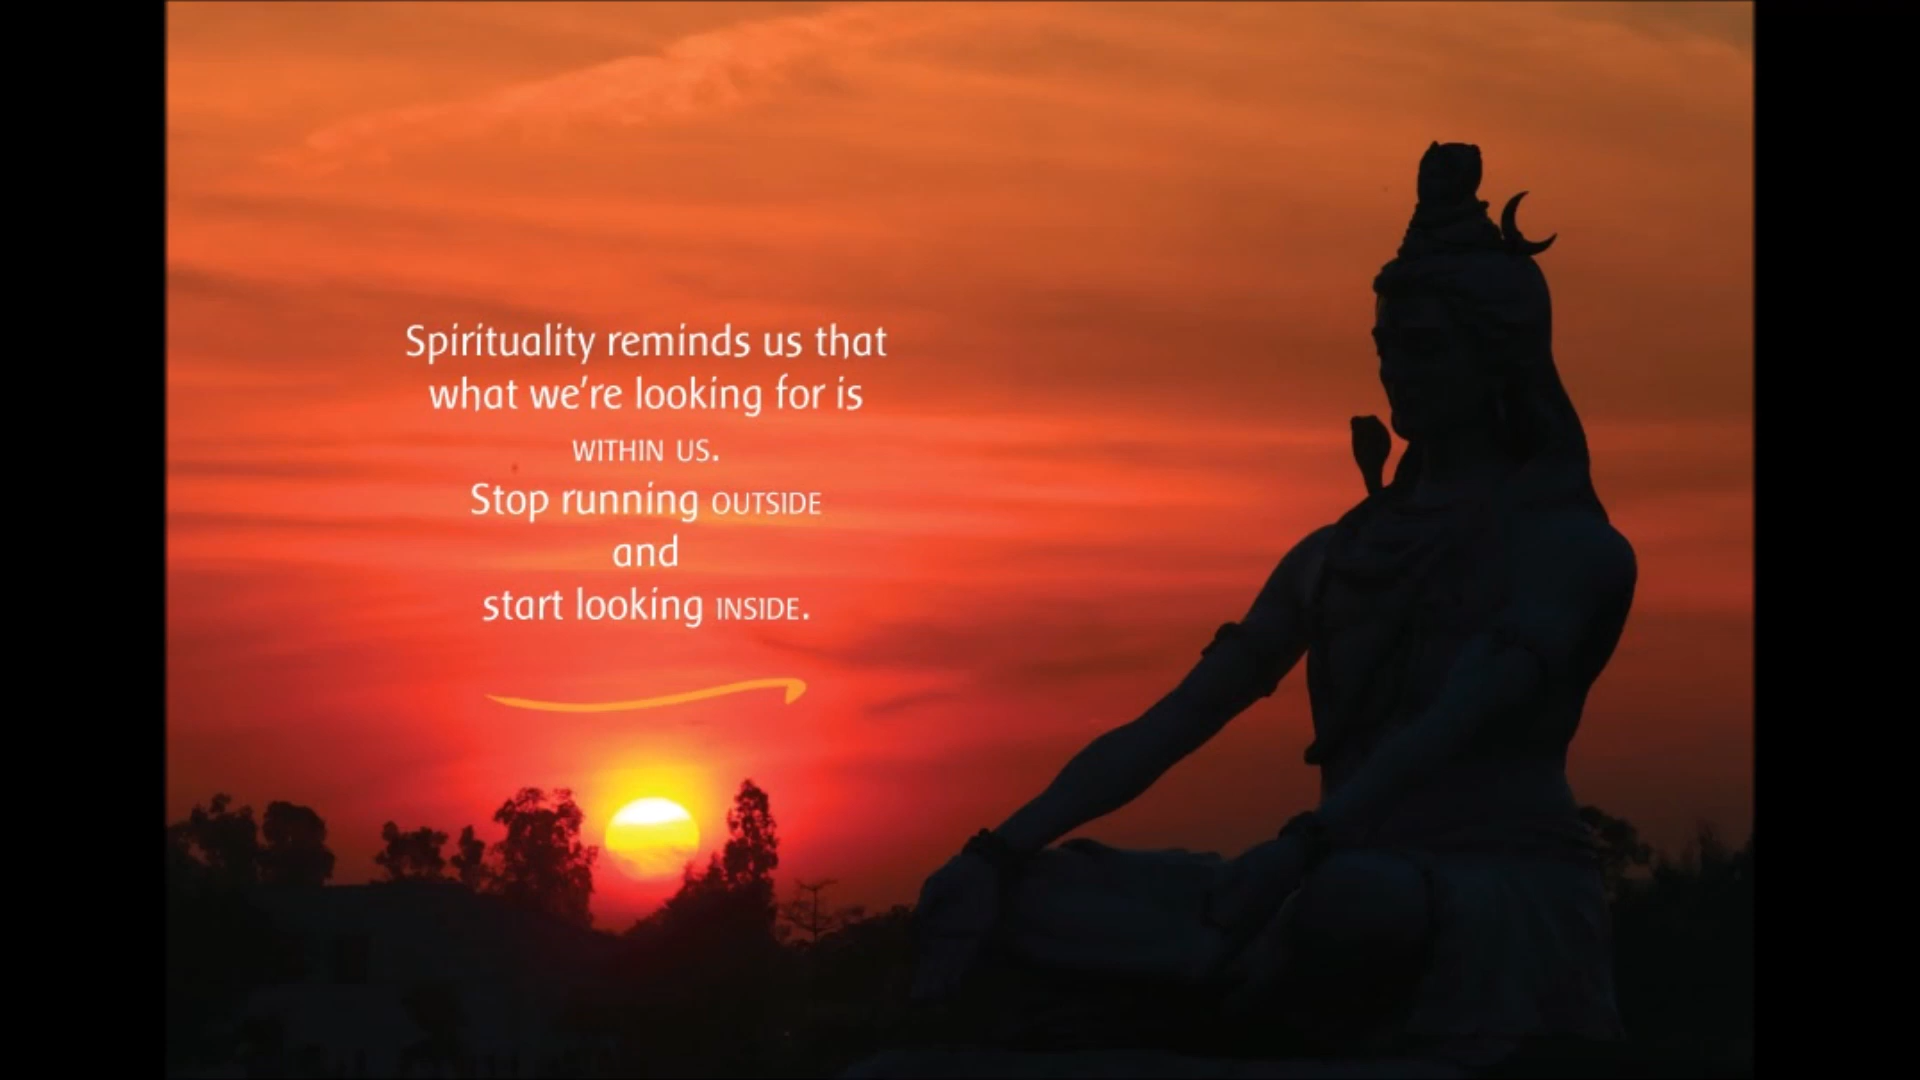 Spirituality reminds us that
what we're looking for is
WITHIN US.
Stop running OUTSIDE
and
start looking INSIDE.